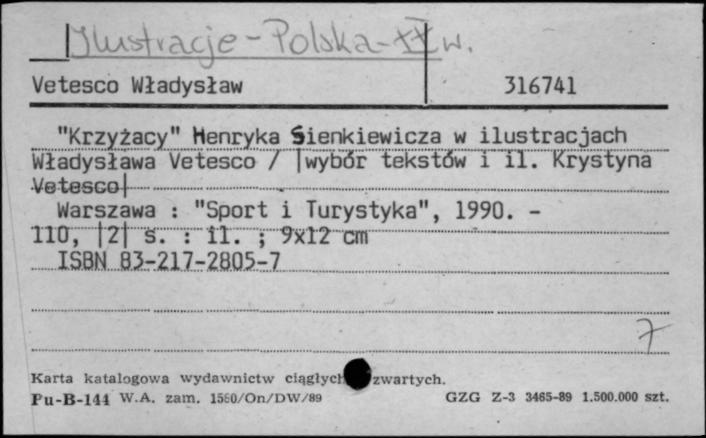 Ilustracje - Polska - XX w.
Vetesco Władysław 316741
"Krzyżacy" Henryka Sienkiewicza w ilustracjach
Władysława Vetesco / |wybór tekstów i il. Krystyna
Vetesco|
Warszawa : "Sport i Turystyka", 1990. -
110, |2| s. : il. ; 9x12 cm
ISBN 83-217-2805-7
7
Karta katalogowa wydawnictw zwartych.
Pu-B-144 W.A. zam. 1580/On/DW/89 GZG Z-3 3465-89 1.500.000 szt.